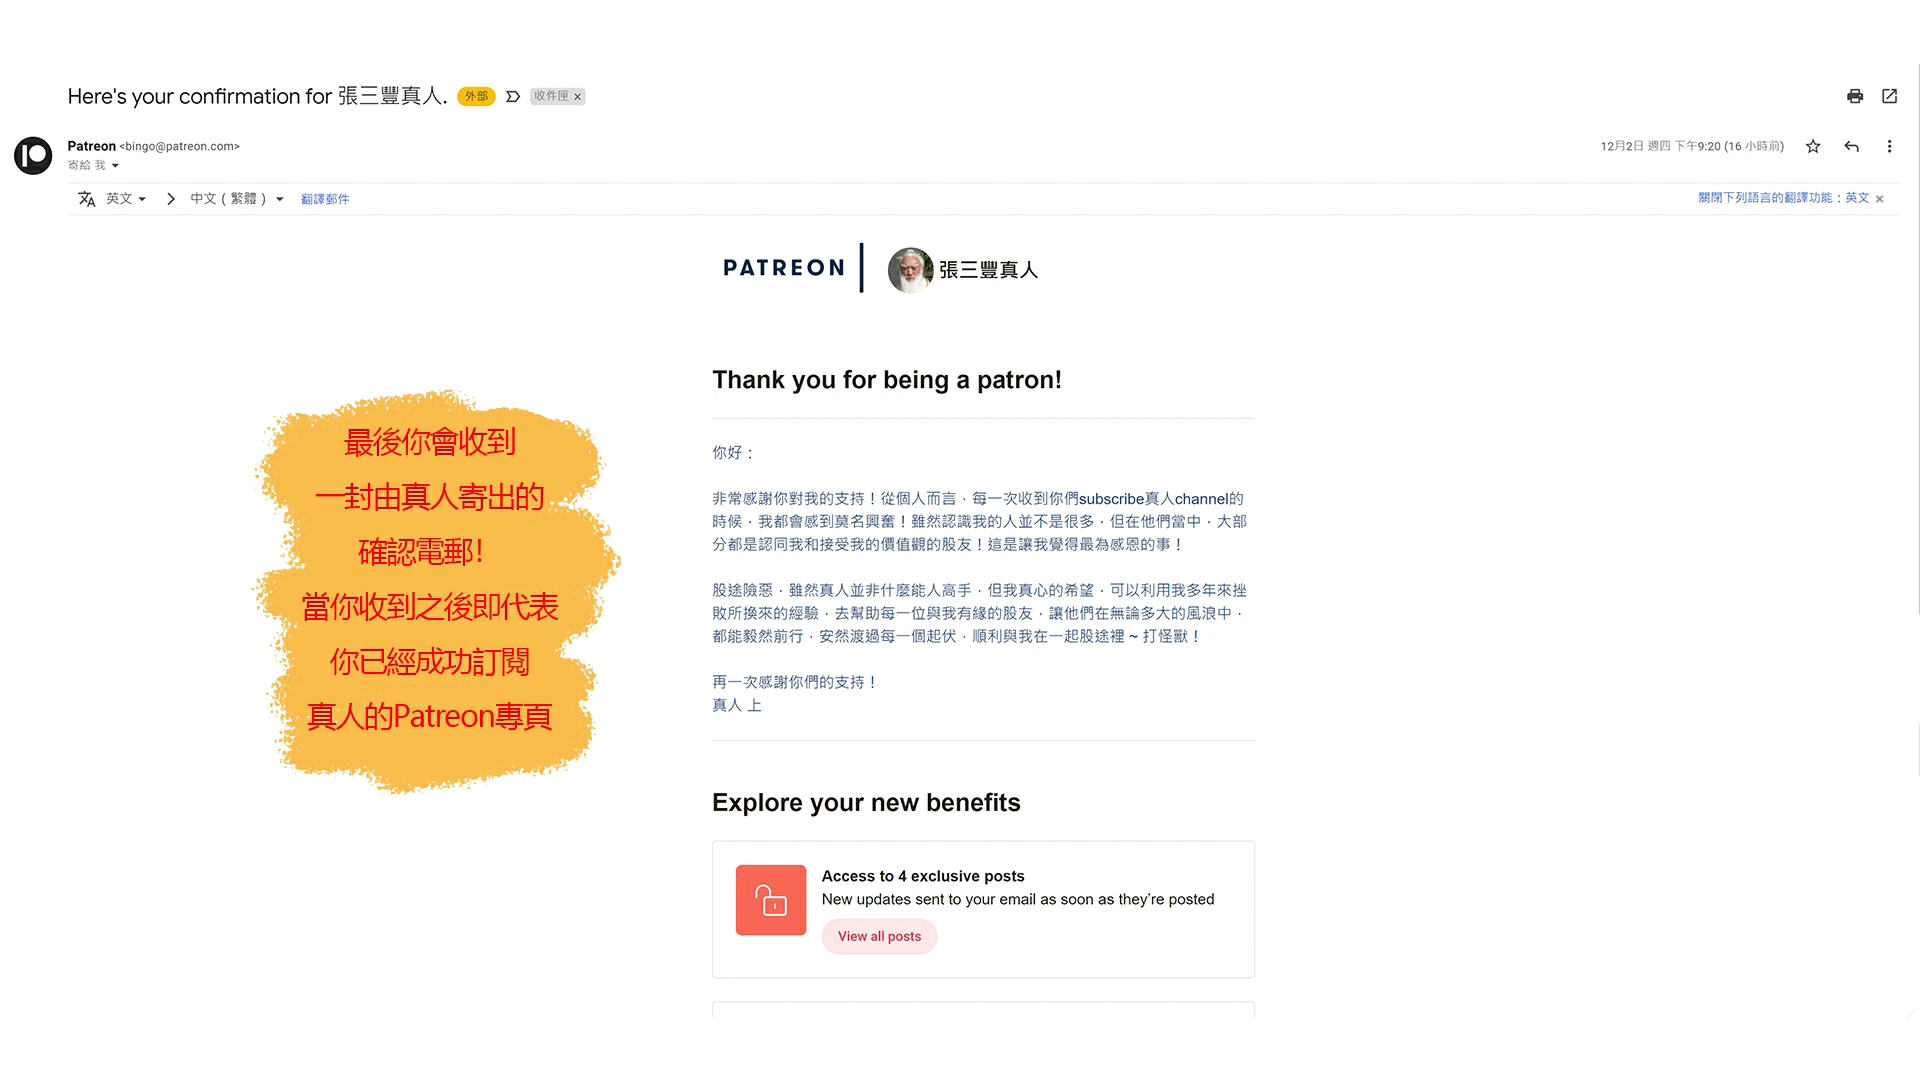 Here's your confirmation for 張三豐真人. 外部 收件匣 ×
Patreon <bingo@patreon.com>
12月2日 週四 下午9:20 (16 小時前)
寄給 我
英文 中文 ( 繁體 ) 翻譯郵件
關閉下列語言的翻譯功能：英文 ×
PATREON 張三豐真人
Thank you for being a patron!
你好：
非常感謝你對我的支持！從個人而言，每一次收到你們subscribe真人channel的
時候，我都會感到莫名興奮！雖然認識我的人並不是很多，但在他們當中，大部
分都是認同我和接受我的價值觀的股友！這是讓我覺得最為感恩的事！
股途險惡，雖然真人並非什麼能人高手，但我真心的希望，可以利用我多年來挫
敗所換來的經驗，去幫助每一位與我有緣的股友，讓他們在無論多大的風浪中，
都能毅然前行，安然渡過每一個起伏，順利與我在一起股途裡 ~ 打怪獸！
再一次感謝你們的支持！
真人 上
最後你會收到
一封由真人寄出的
確認電郵!
當你收到之後即代表
你已經成功訂閱
真人的Patreon專頁
Explore your new benefits
Access to 4 exclusive posts
New updates sent to your email as soon as they’re posted
View all posts